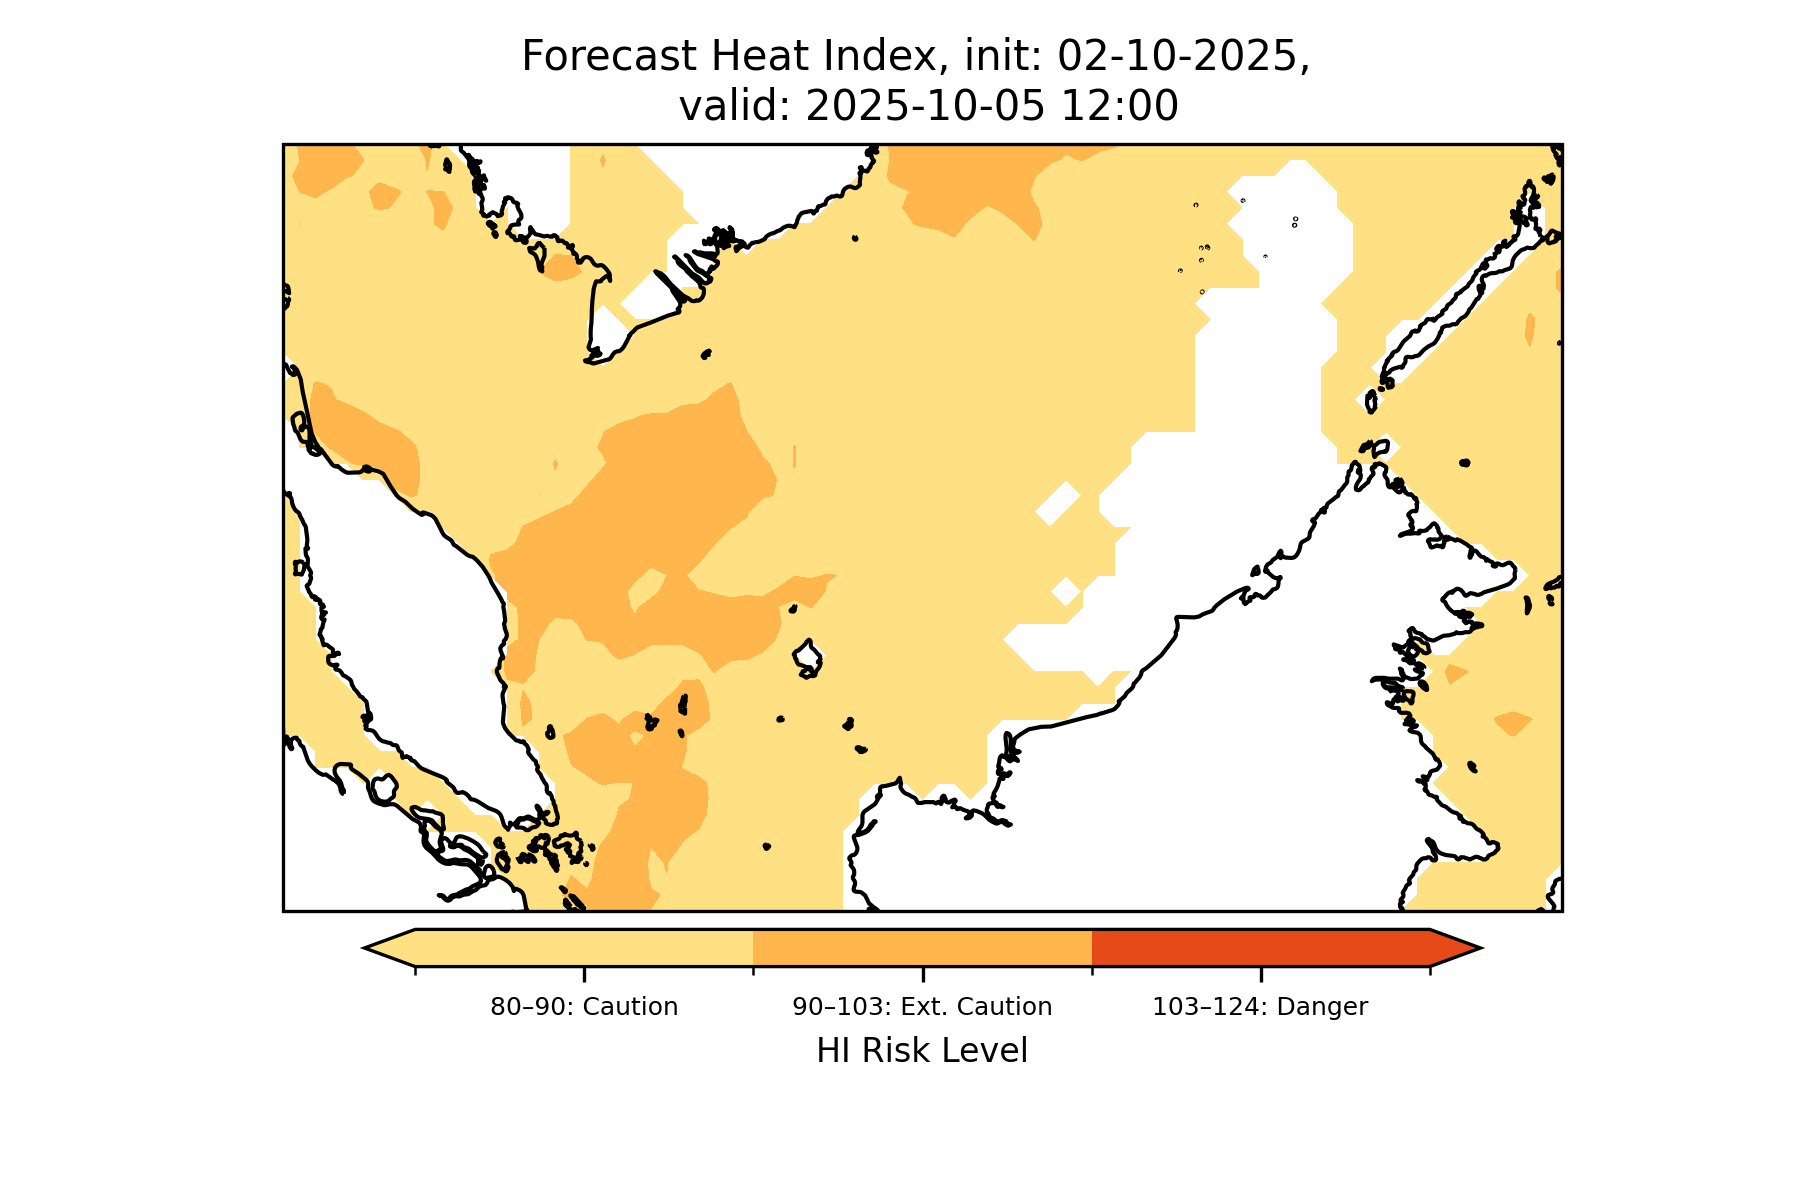 Forecast Heat Index, init: 02-10-2025,
valid: 2025-10-05 12:00
80–90: Caution
90–103: Ext. Caution
103–124: Danger
HI Risk Level